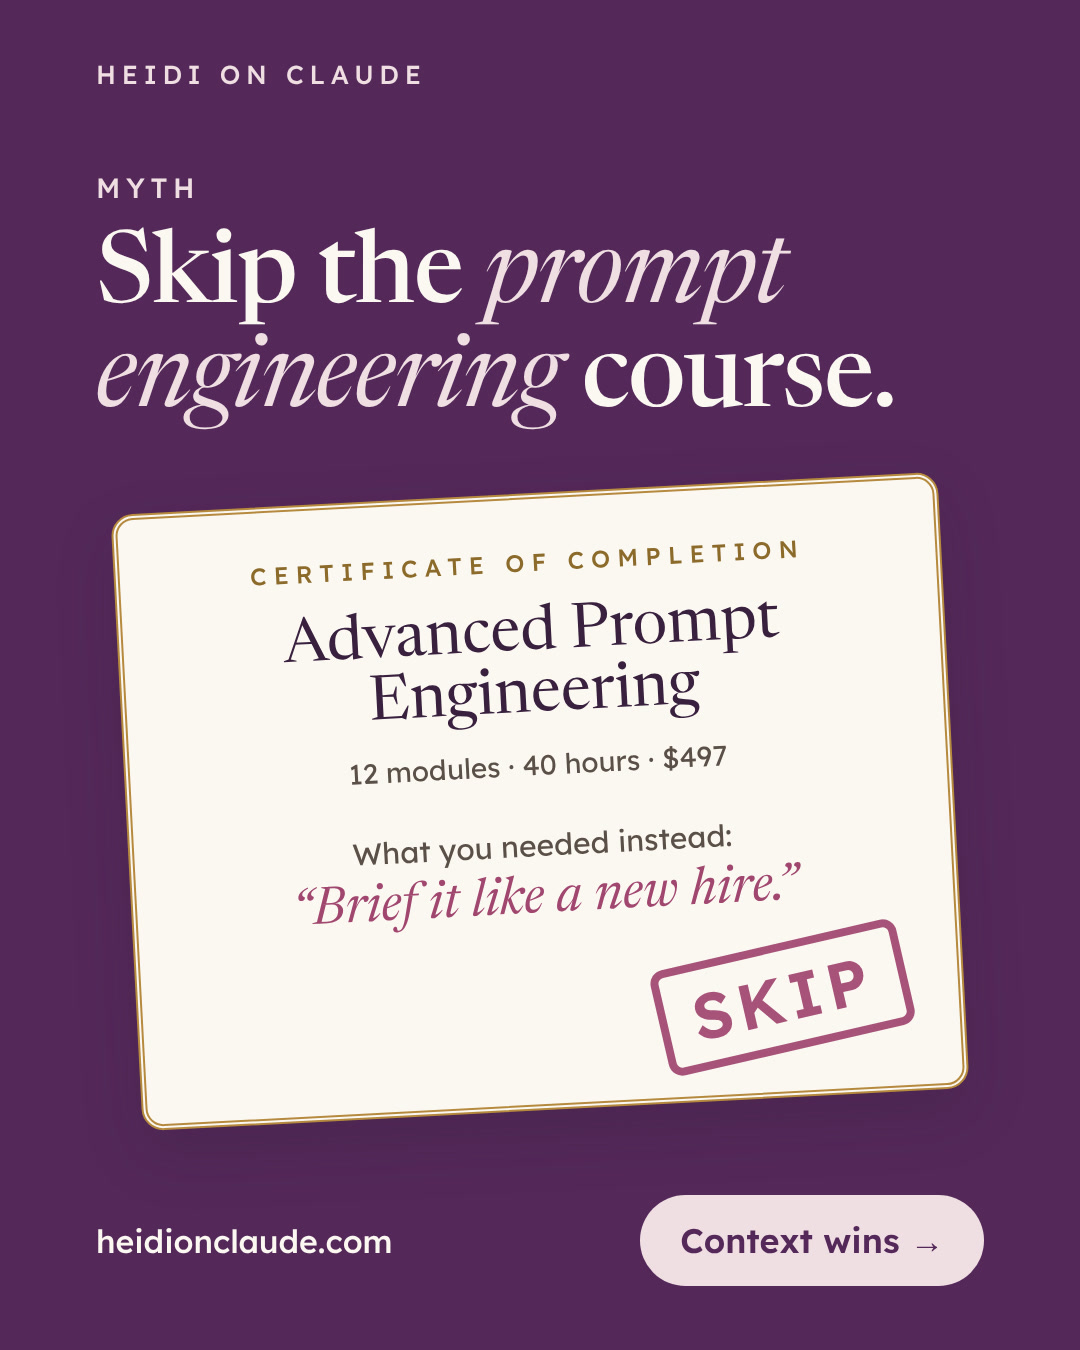 HEIDI ON CLAUDE
MYTH
Skip the prompt
engineering course.
CERTIFICATE OF COMPLETION
Advanced Prompt
Engineering
12 modules · 40 hours · $497
What you needed instead:
“Brief it like a new hire.”
SKIP
heidionclaude.com
Context wins →